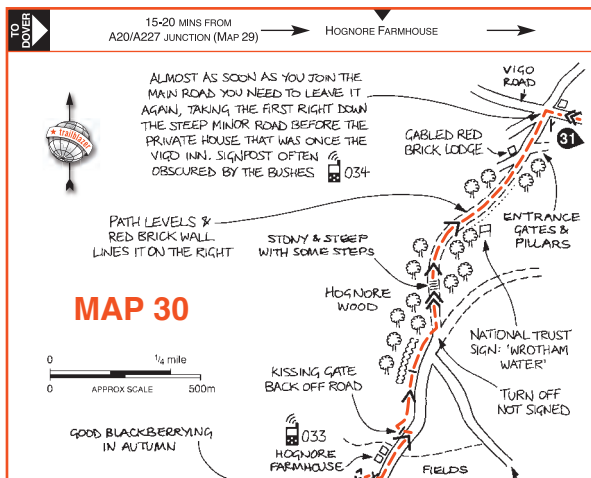 TO
DOVER
15-20 MINS FROM
A20/A227 JUNCTION (MAP 29)
HOGNORE FARMHOUSE
VIGO
ROAD
ALMOST AS SOON AS YOU JOIN THE
MAIN ROAD YOU NEED TO LEAVE IT
AGAIN, TAKING THE FIRST RIGHT DOWN
THE STEEP MINOR ROAD BEFORE THE
PRIVATE HOUSE THAT WAS ONCE THE
VIGO INN. SIGNPOST OFTEN
OBSCURED BY THE BUSHES 034
trailblazer
GABLED RED
BRICK LODGE
31
PATH LEVELS &
RED BRICK WALL
LINES IT ON THE RIGHT
ENTRANCE
GATES &
PILLARS
STONY & STEEP
WITH SOME STEPS
MAP 30
HOGNORE
WOOD
NATIONAL TRUST
SIGN: 'WROTHAM
WATER'
0 1/4 mile
0 APPROX SCALE 500m
KISSING GATE
BACK OFF ROAD
TURN OFF
NOT SIGNED
GOOD BLACKBERRYING
IN AUTUMN
033
HOGNORE
FARMHOUSE
FIELDS